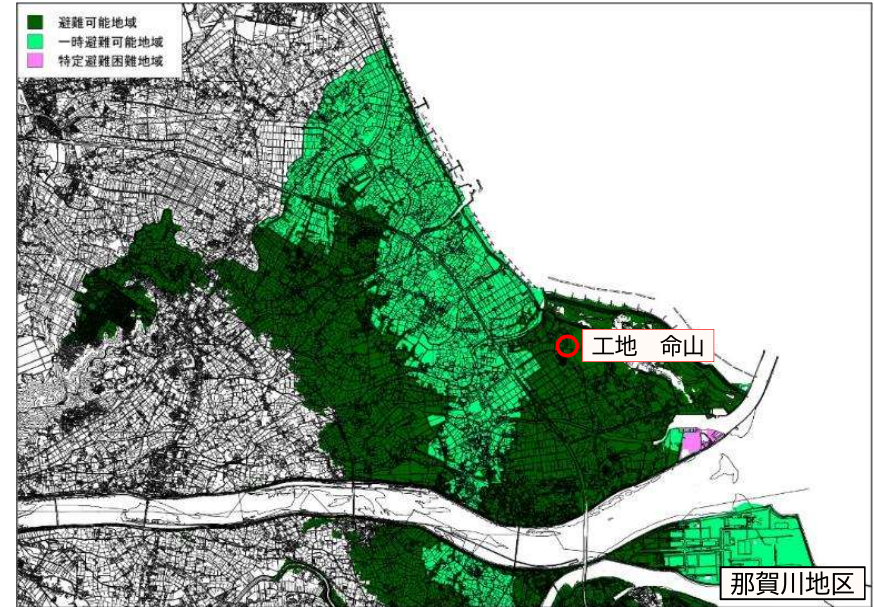 避難可能地域
一時避難可能地域
特定避難困難地域
工地　命山
那賀川地区